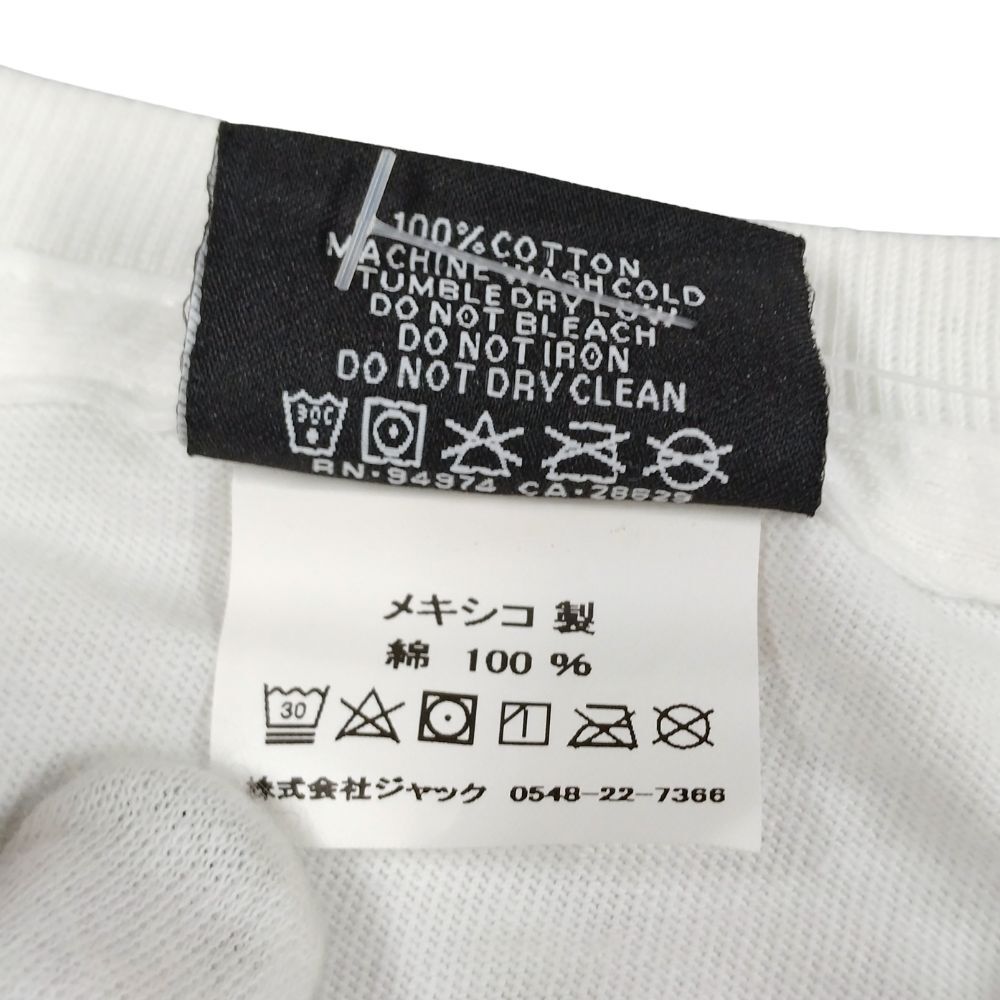 100% COTTON
MACHINE WASH COLD
TUMBLE DRY LOW
DO NOT BLEACH
DO NOT IRON
DO NOT DRY CLEAN
30C
RN·94974 CA·28629
メキシコ 製
綿 100 %
30
株式会社ジャック 0548-22-7366